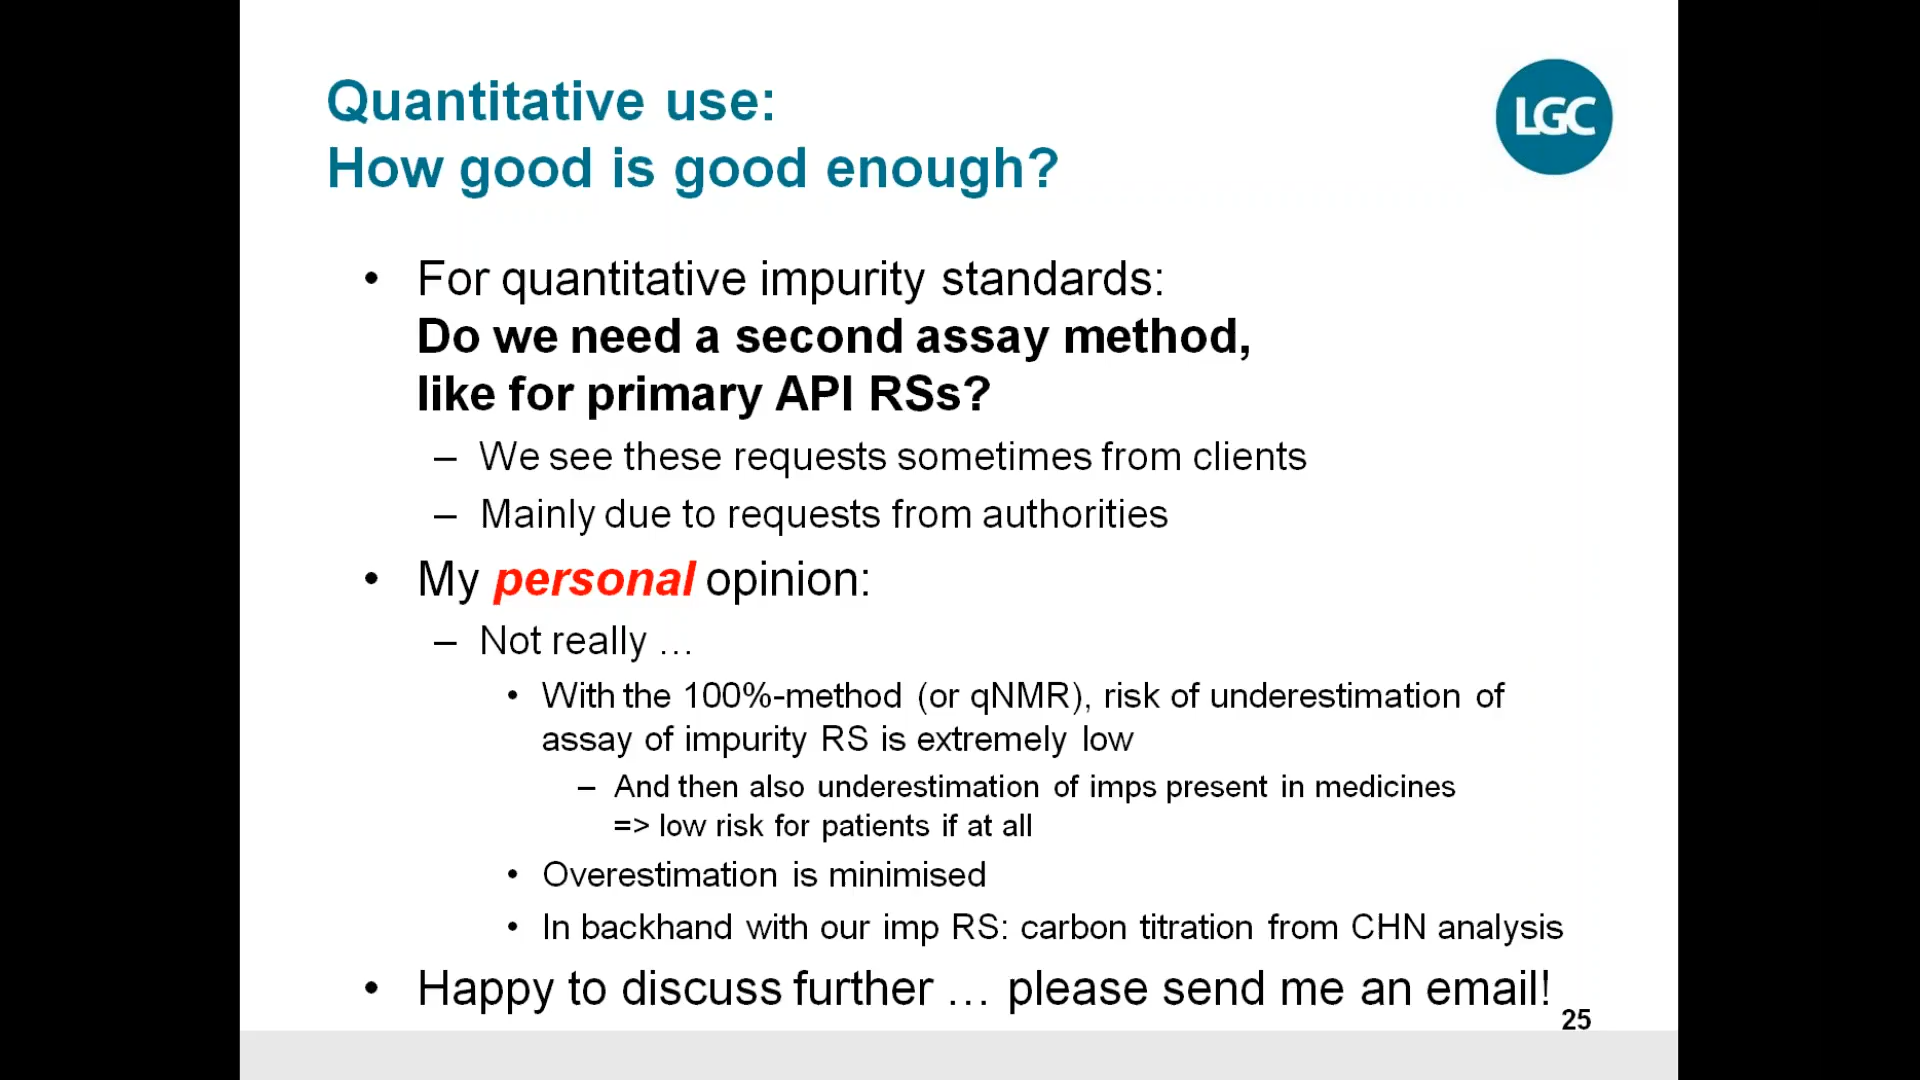 Quantitative use:
How good is good enough?
LGC
• For quantitative impurity standards:
Do we need a second assay method,
like for primary API RSs?
– We see these requests sometimes from clients
– Mainly due to requests from authorities
• My personal opinion:
– Not really …
• With the 100%-method (or qNMR), risk of underestimation of
assay of impurity RS is extremely low
– And then also underestimation of imps present in medicines
=> low risk for patients if at all
• Overestimation is minimised
• In backhand with our imp RS: carbon titration from CHN analysis
• Happy to discuss further … please send me an email!
25